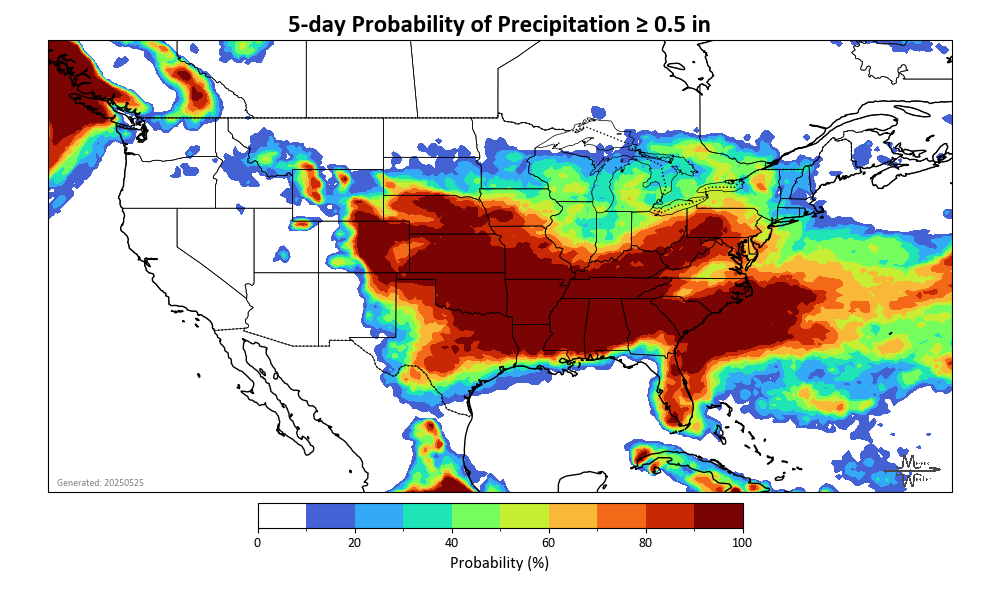 5-day Probability of Precipitation ≥ 0.5 in
Generated: 20250525
0 20 40 60 80 100
Probability (%)